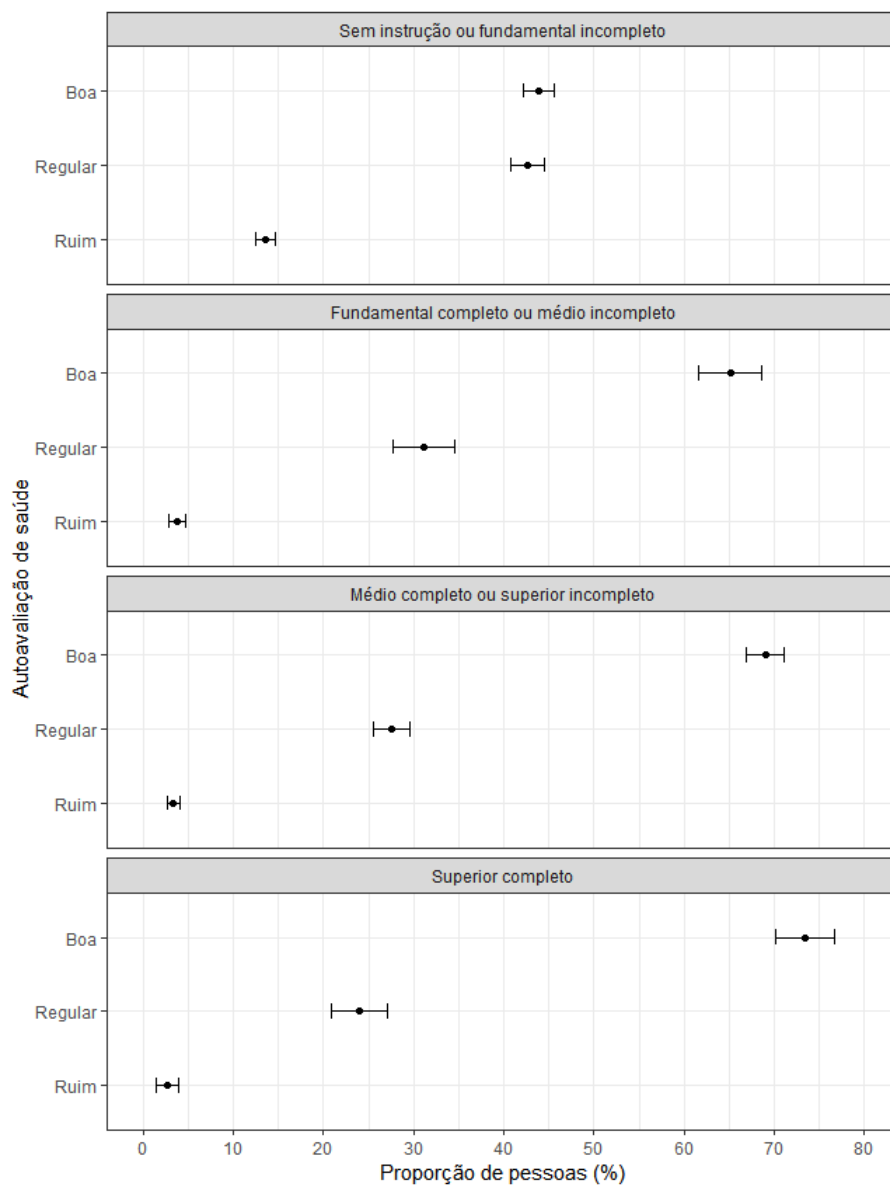 Sem instrução ou fundamental incompleto
Boa
Regular
Ruim
Fundamental completo ou médio incompleto
Boa
Regular
Ruim
Médio completo ou superior incompleto
Boa
Regular
Ruim
Superior completo
Boa
Regular
Ruim
Autoavaliação de saúde
0 10 20 30 40 50 60 70 80
Proporção de pessoas (%)